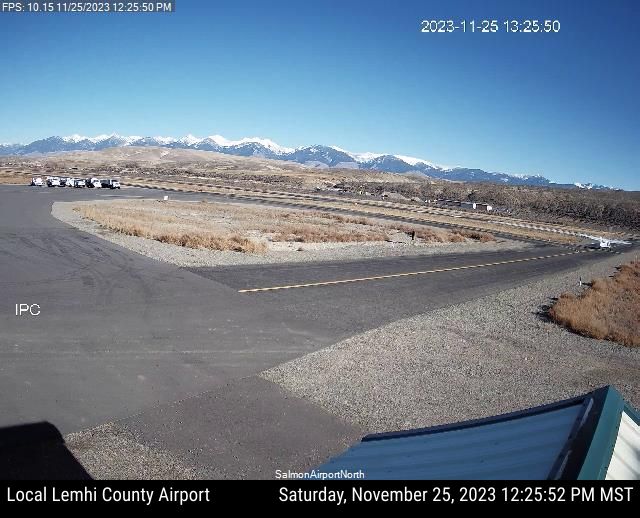 FPS: 10.15 11/25/2023 12:25:50 PM
2023-11-25 13:25:50
IPC
SalmonAirportNorth
Local Lemhi County Airport Saturday, November 25, 2023 12:25:52 PM MST